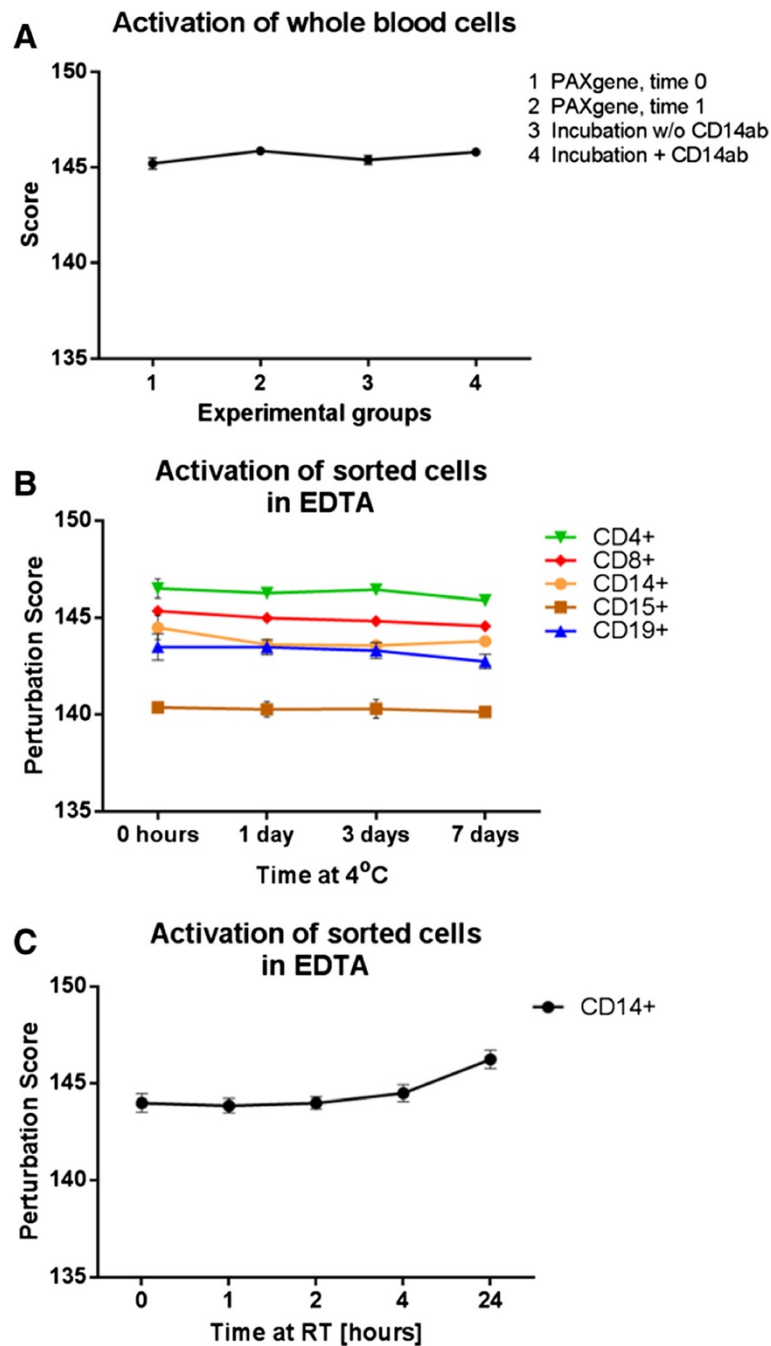 A
Activation of whole blood cells
150
145
140
135
Score
1
2
3
4
Experimental groups
1 PAXgene, time 0
2 PAXgene, time 1
3 Incubation w/o CD14ab
4 Incubation + CD14ab
B
Activation of sorted cells
in EDTA
150
145
140
135
Perturbation Score
0 hours
1 day
3 days
7 days
Time at 4°C
CD4+
CD8+
CD14+
CD15+
CD19+
C
Activation of sorted cells
in EDTA
150
145
140
135
Perturbation Score
0
1
2
4
24
Time at RT [hours]
CD14+